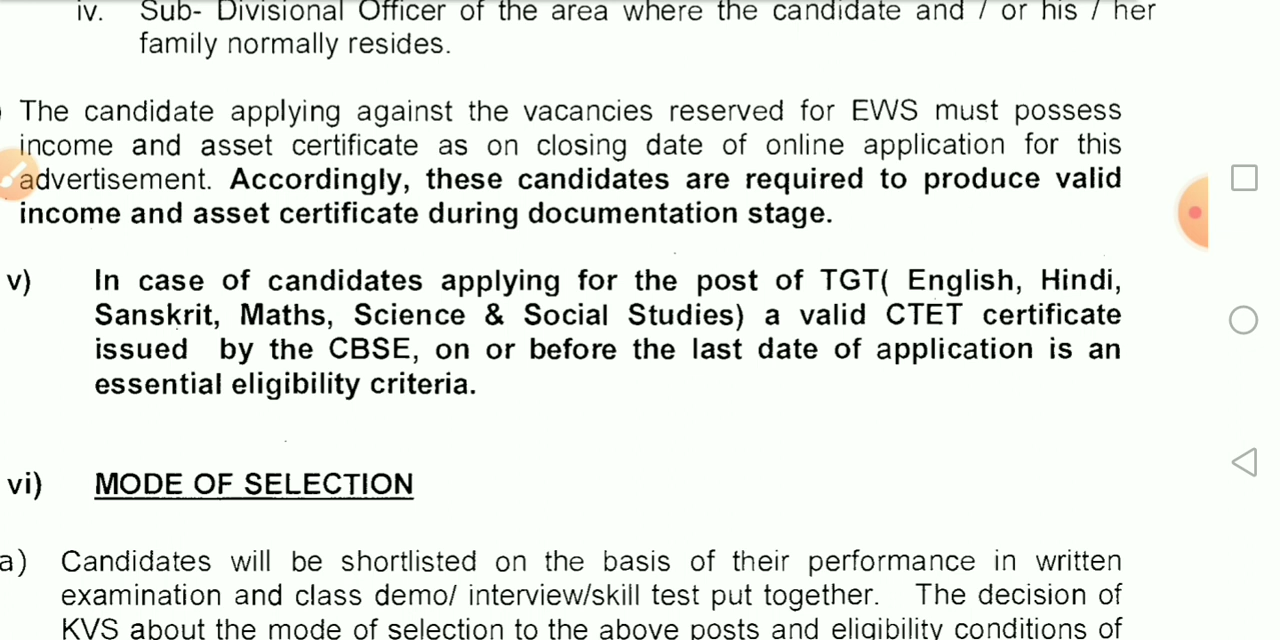 iv. Sub- Divisional Officer of the area where the candidate and / or his / her
family normally resides.
The candidate applying against the vacancies reserved for EWS must possess
income and asset certificate as on closing date of online application for this
advertisement. Accordingly, these candidates are required to produce valid
income and asset certificate during documentation stage.
v) In case of candidates applying for the post of TGT( English, Hindi,
Sanskrit, Maths, Science & Social Studies) a valid CTET certificate
issued by the CBSE, on or before the last date of application is an
essential eligibility criteria.
vi) MODE OF SELECTION
a) Candidates will be shortlisted on the basis of their performance in written
examination and class demo/ interview/skill test put together. The decision of
KVS about the mode of selection to the above posts and eligibility conditions of